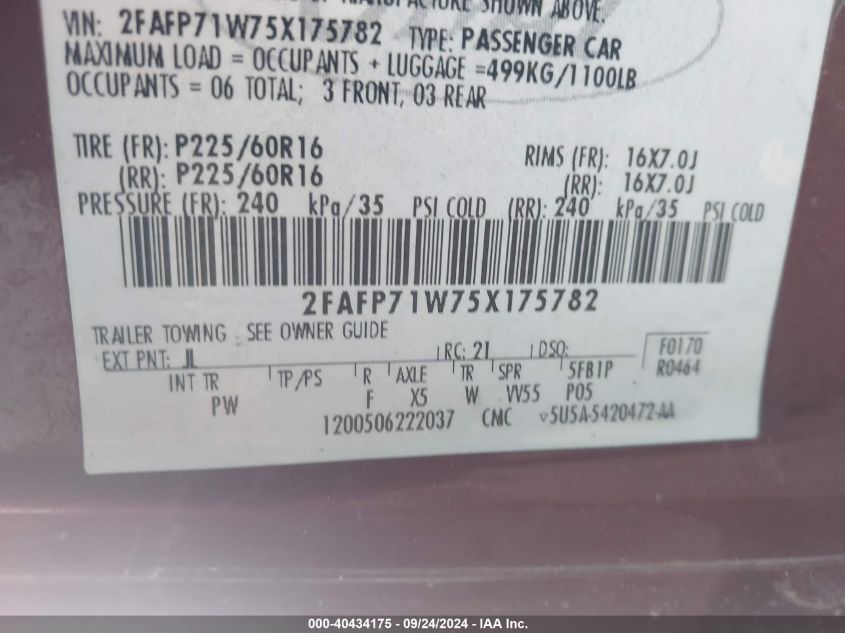 MANUFACTURE SHOWN ABOVE.
VIN: 2FAFP71W75X175782 TYPE: PASSENGER CAR
MAXIMUM LOAD = OCCUPANTS + LUGGAGE =499KG/1100LB
OCCUPANTS = 06 TOTAL; 3 FRONT, 03 REAR
TIRE (FR): P225/60R16 RIMS (FR): 16X7.0J
(RR): P225/60R16 (RR): 16X7.0J
PRESSURE (FR): 240 kPa/35 PSI COLD (RR): 240 kPa/35 PSI COLD
2FAFP71W75X175782
TRAILER TOWING - SEE OWNER GUIDE
EXT PNT: JL RC: 21 DSO: F0170
INT TR TP/PS R AXLE TR SPR 5FB1P R0464
PW F X5 W VV55 P05
1200506222037 CMC v5U5A-5420472-AA
000-40434175 - 09/24/2024 - IAA Inc.